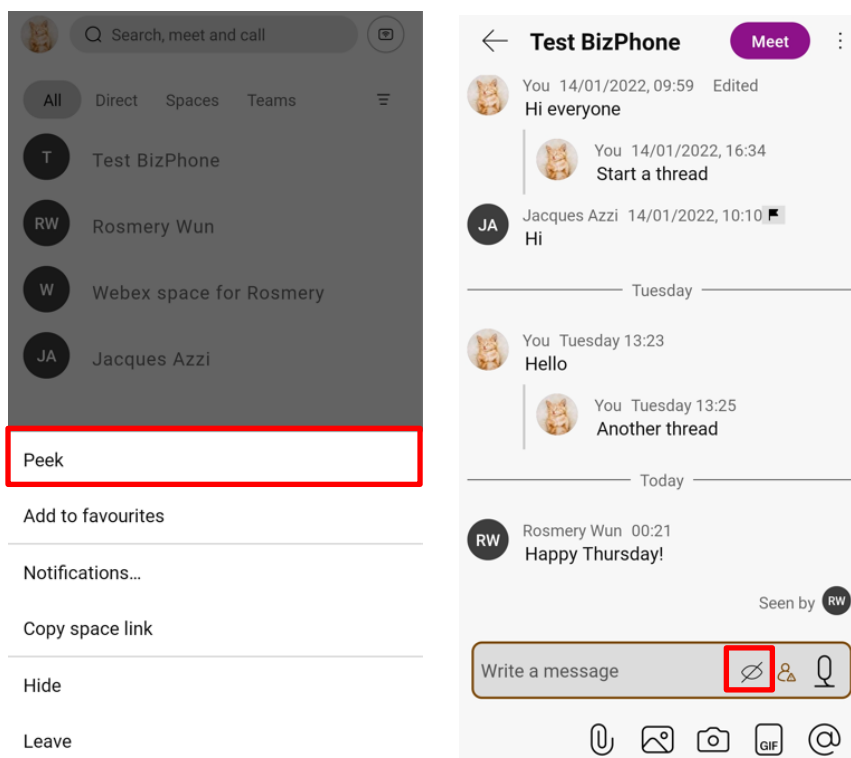 Search, meet and call
All Direct Spaces Teams
T Test BizPhone
RW Rosmery Wun
W Webex space for Rosmery
JA Jacques Azzi
Peek
Add to favourites
Notifications...
Copy space link
Hide
Leave
Test BizPhone Meet
You 14/01/2022, 09:59 Edited
Hi everyone
You 14/01/2022, 16:34
Start a thread
JA Jacques Azzi 14/01/2022, 10:10
Hi
Tuesday
You Tuesday 13:23
Hello
You Tuesday 13:25
Another thread
Today
RW Rosmery Wun 00:21
Happy Thursday!
Seen by RW
Write a message
GIF @